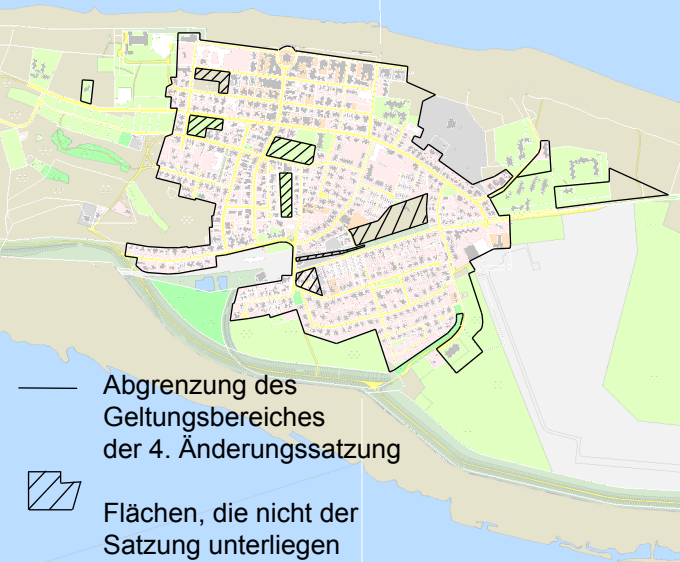 Abgrenzung des
Geltungsbereiches
der 4. Änderungssatzung
Flächen, die nicht der
Satzung unterliegen